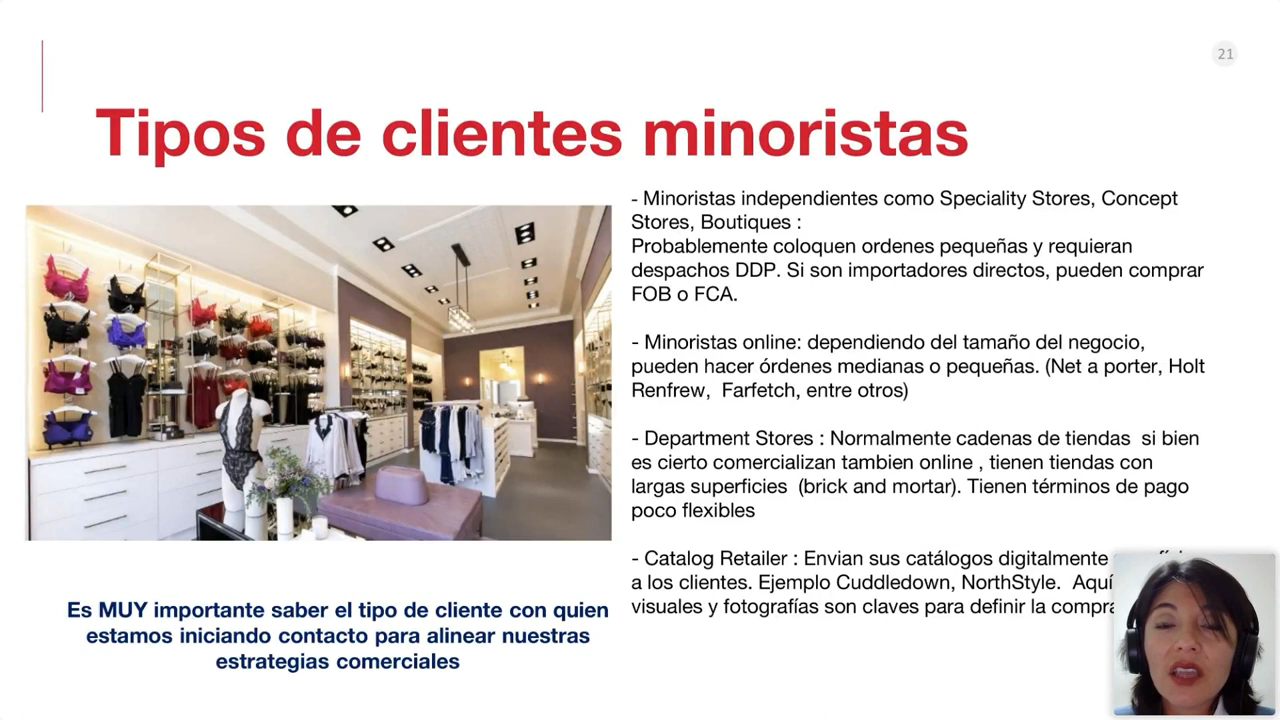 21
Tipos de clientes minoristas
- Minoristas independientes como Speciality Stores, Concept
Stores, Boutiques :
Probablemente coloquen ordenes pequeñas y requieran
despachos DDP. Si son importadores directos, pueden comprar
FOB o FCA.
- Minoristas online: dependiendo del tamaño del negocio,
pueden hacer órdenes medianas o pequeñas. (Net a porter, Holt
Renfrew, Farfetch, entre otros)
- Department Stores : Normalmente cadenas de tiendas si bien
es cierto comercializan tambien online , tienen tiendas con
largas superficies (brick and mortar). Tienen términos de pago
poco flexibles
- Catalog Retailer : Envian sus catálogos digitalmente
a los clientes. Ejemplo Cuddledown, NorthStyle. Aquí
visuales y fotografías son claves para definir la compra
Es MUY importante saber el tipo de cliente con quien
estamos iniciando contacto para alinear nuestras
estrategias comerciales